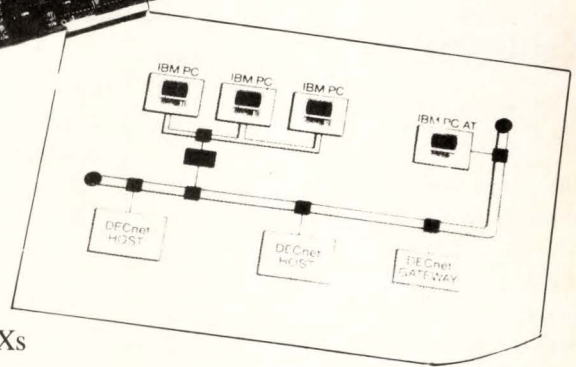 IBM PC
IBM PC
IBM PC
IBM PC AT
DECnet
HOST
DECnet
HOST
DECnet
GATEWAY
Xs